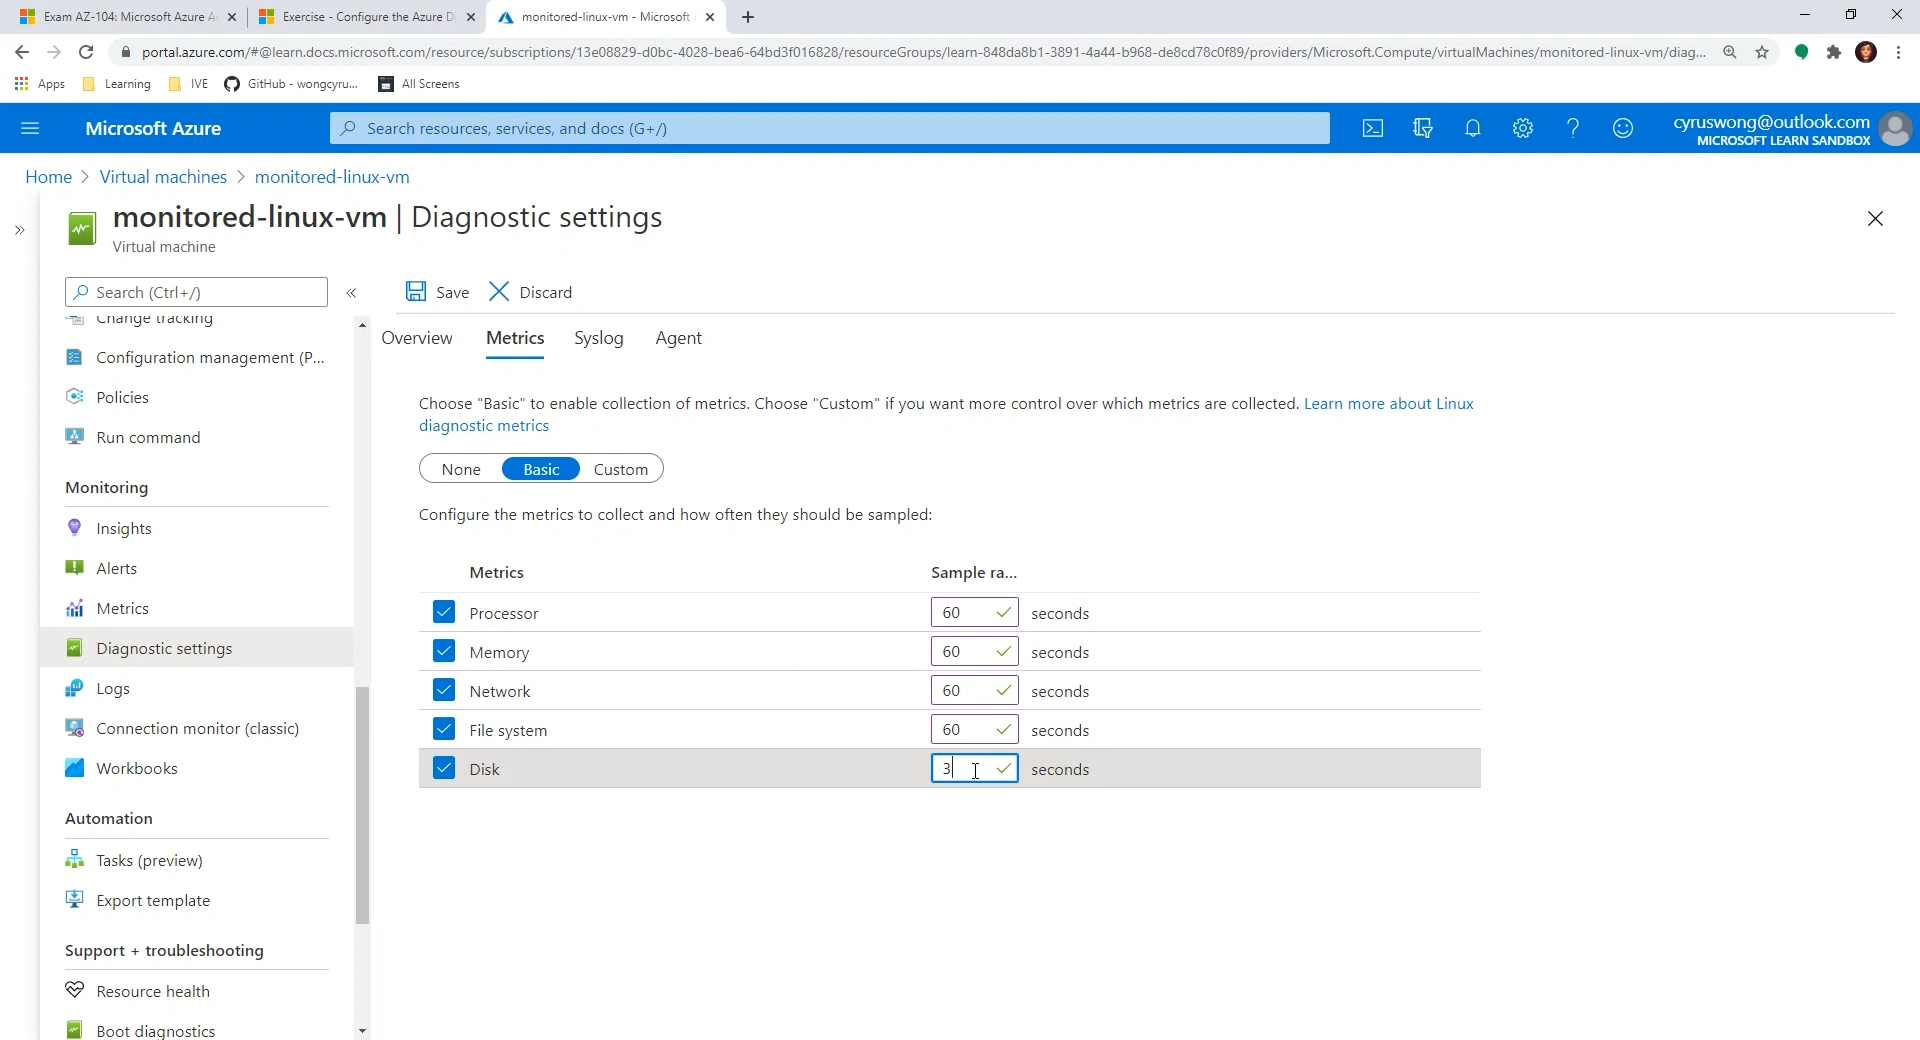 Exam AZ-104: Microsoft Azure A
Exercise - Configure the Azure D
monitored-linux-vm - Microsoft
portal.azure.com/#@learn.docs.microsoft.com/resource/subscriptions/13e08829-d0bc-4028-bea6-64bd3f016828/resourceGroups/learn-848da8b1-3891-4a44-b968-de8cd78c0f89/providers/Microsoft.Compute/virtualMachines/monitored-linux-vm/diag...
Apps
Learning
IVE
GitHub - wongcyru...
All Screens
Microsoft Azure
Search resources, services, and docs (G+/)
cyruswong@outlook.com
MICROSOFT LEARN SANDBOX
Home > Virtual machines > monitored-linux-vm
monitored-linux-vm | Diagnostic settings
Virtual machine
Search (Ctrl+/)
Change tracking
Configuration management (P...
Policies
Run command
Monitoring
Insights
Alerts
Metrics
Diagnostic settings
Logs
Connection monitor (classic)
Workbooks
Automation
Tasks (preview)
Export template
Support + troubleshooting
Resource health
Boot diagnostics
Save
Discard
Overview
Metrics
Syslog
Agent
Choose "Basic" to enable collection of metrics. Choose "Custom" if you want more control over which metrics are collected. Learn more about Linux
diagnostic metrics
None
Basic
Custom
Configure the metrics to collect and how often they should be sampled:
Metrics Sample ra...
Processor 60 seconds
Memory 60 seconds
Network 60 seconds
File system 60 seconds
Disk 3 seconds